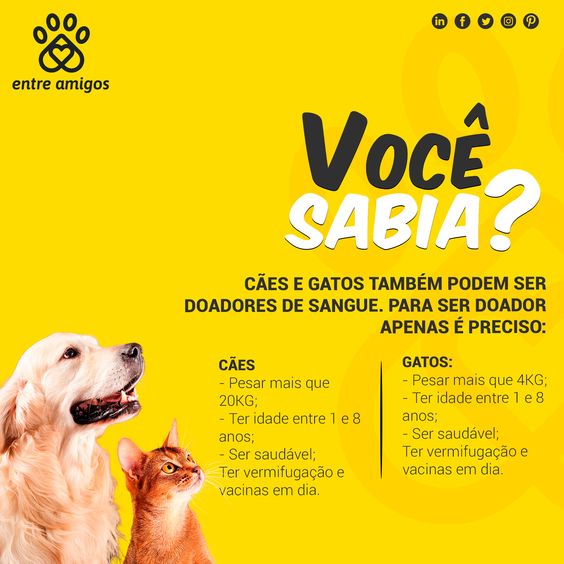 entre amigos
VOCÊ
SABIA?
CÃES E GATOS TAMBÉM PODEM SER
DOADORES DE SANGUE. PARA SER DOADOR
APENAS É PRECISO:
CÃES
- Pesar mais que
20KG;
- Ter idade entre 1 e 8
anos;
- Ser saudável;
Ter vermifugação e
vacinas em dia.
GATOS:
- Pesar mais que 4KG;
- Ter idade entre 1 e 8
anos;
- Ser saudável;
Ter vermifugação e
vacinas em dia.